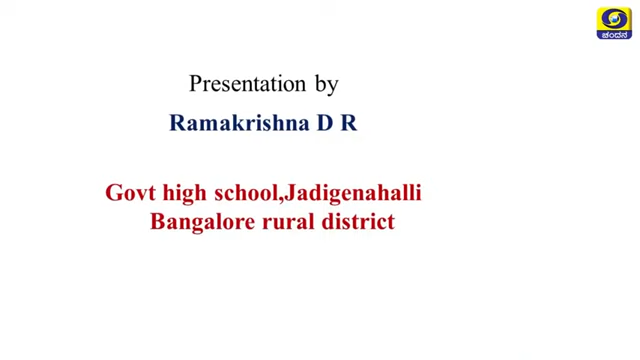 ಚಂದನ
Presentation by
Ramakrishna D R
Govt high school,Jadigenahalli
Bangalore rural district